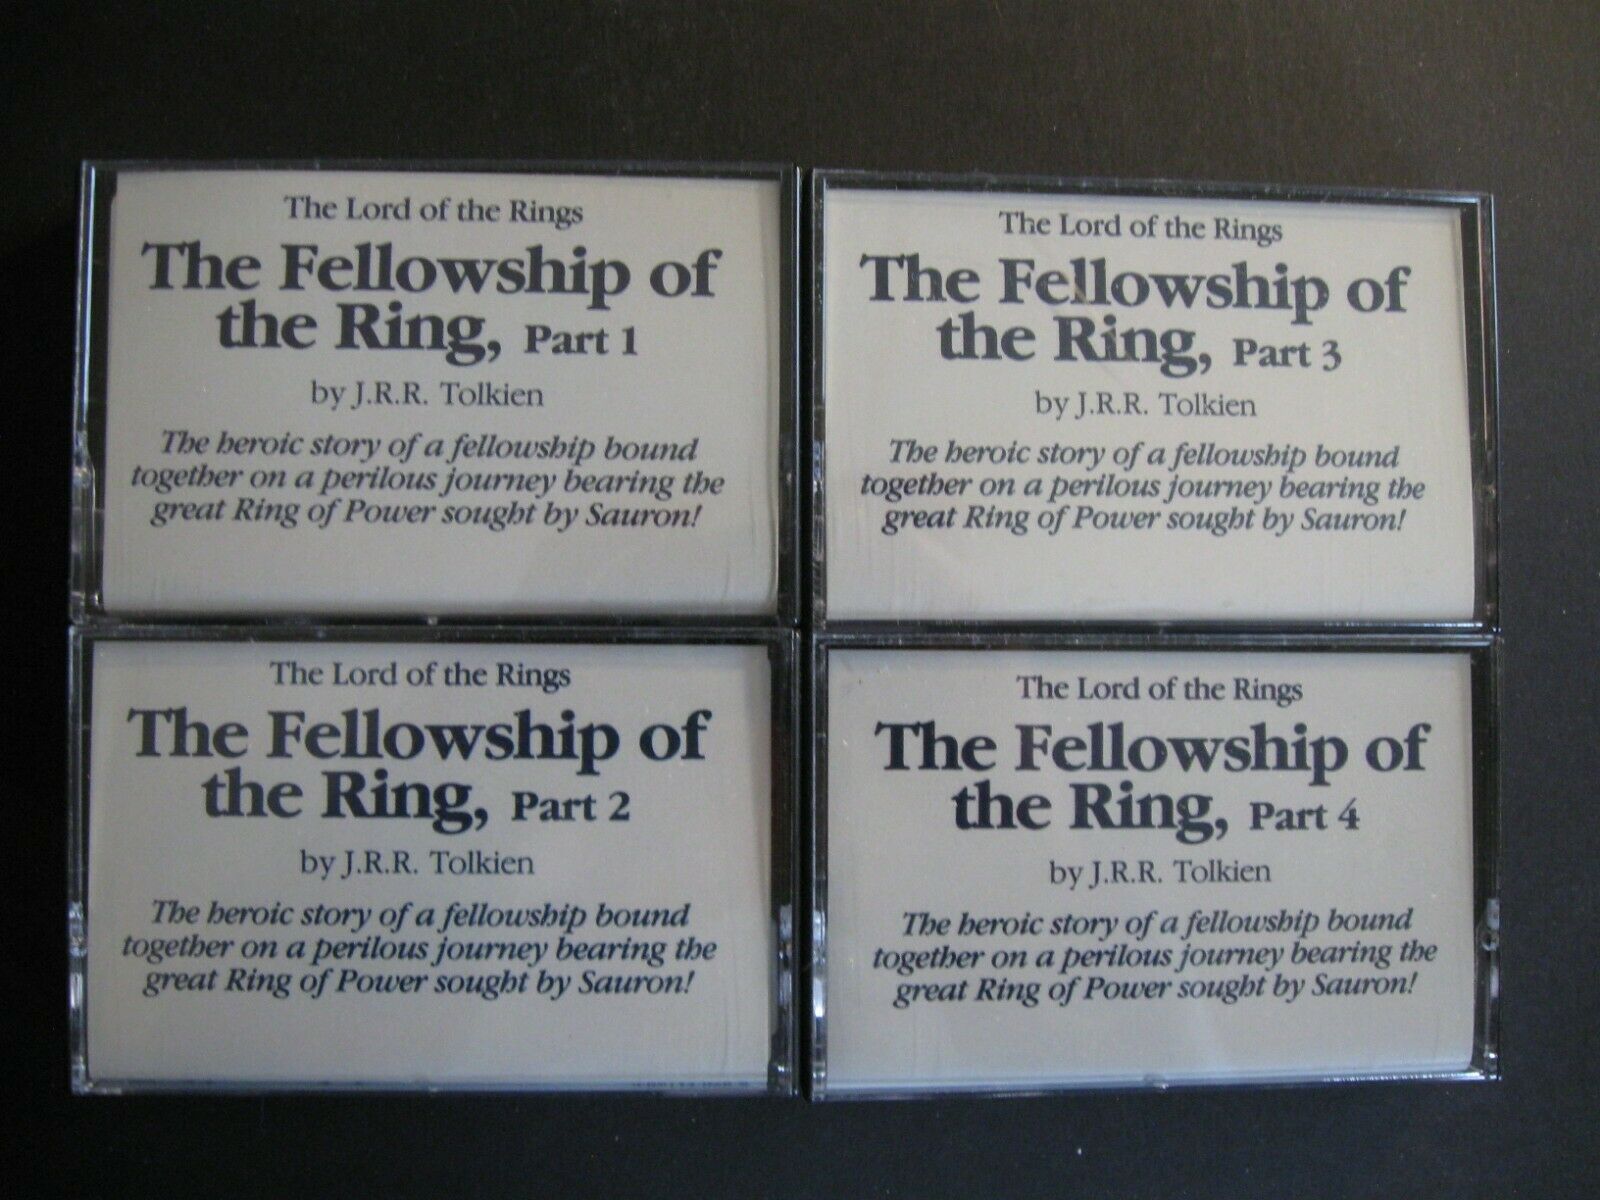 The Lord of the Rings
The Fellowship of
the Ring, Part 1
by J.R.R. Tolkien
The heroic story of a fellowship bound
together on a perilous journey bearing the
great Ring of Power sought by Sauron!
The Lord of the Rings
The Fellowship of
the Ring, Part 3
by J.R.R. Tolkien
The heroic story of a fellowship bound
together on a perilous journey bearing the
great Ring of Power sought by Sauron!
The Lord of the Rings
The Fellowship of
the Ring, Part 2
by J.R.R. Tolkien
The heroic story of a fellowship bound
together on a perilous journey bearing the
great Ring of Power sought by Sauron!
The Lord of the Rings
The Fellowship of
the Ring, Part 4
by J.R.R. Tolkien
The heroic story of a fellowship bound
together on a perilous journey bearing the
great Ring of Power sought by Sauron!